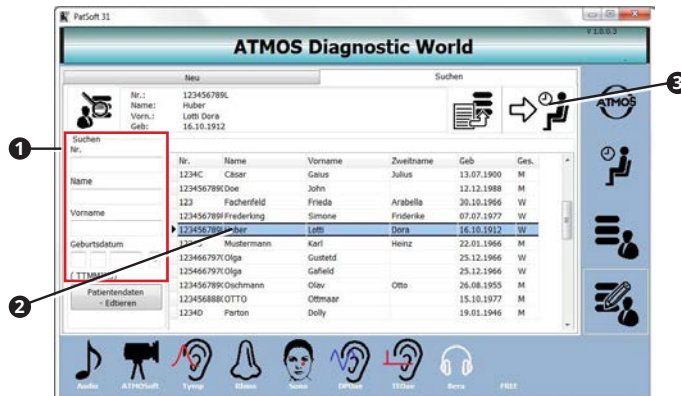 PatSoft 31
V 1.0.0.3
ATMOS Diagnostic World
Neu
Suchen
Nr.: 123456789L
Name: Huber
Vorn.: Lotti Dora
Geb: 16.10.1912
3
ATMOS
1
Suchen
Nr.
Name
Vorname
Geburtsdatum
Patientendaten
- Edtieren
2
Nr. Name Vorname Zweitname Geb Ges.
1234C Cäsar Gaius Julius 13.07.1900 M
123456789C Doe John 12.12.1988 M
123 Fachenfeld Frieda Arabella 30.10.1966 W
Frederking Simone Friderike 07.07.1977 W
Huber Lotti Dora 16.10.1912 W
Mustermann Karl Heinz 22.01.1966 M
Olga Gustetd 25.12.1966 W
Olga Gafield 25.12.1966 W
Oschmann Olav Otto 26.08.1955 M
OTTO Ottmaar 15.10.1977 M
1234D Parton Dolly 19.01.1946 M
Audio ATMOSoft Tymp Rhino Sono DPOae TEOae Bera FREE